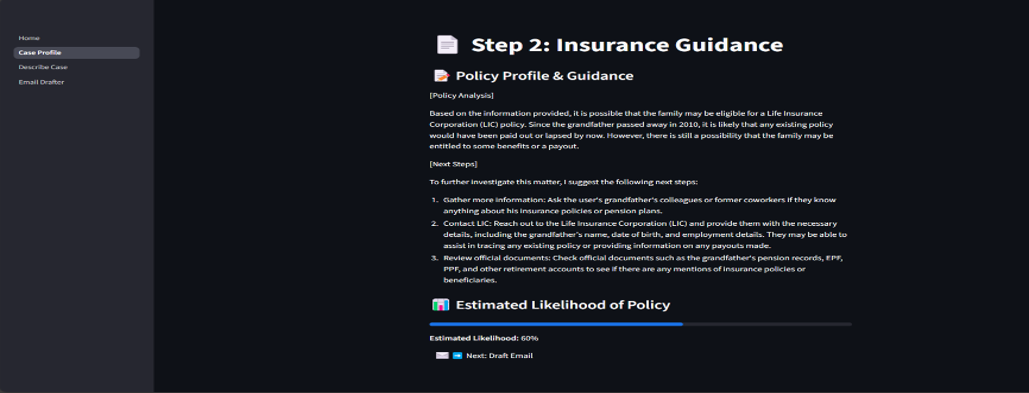 Home
Case Profile
Describe Case
Email Drafter
Step 2: Insurance Guidance
Policy Profile & Guidance
[Policy Analysis]
Based on the information provided, it is possible that the family may be eligible for a Life Insurance
Corporation (LIC) policy. Since the grandfather passed away in 2010, it is likely that any existing policy
would have been paid out or lapsed by now. However, there is still a possibility that the family may be
entitled to some benefits or a payout.
[Next Steps]
To further investigate this matter, I suggest the following next steps:
1. Gather more information: Ask the user's grandfather's colleagues or former coworkers if they know
anything about his insurance policies or pension plans.
2. Contact LIC: Reach out to the Life Insurance Corporation (LIC) and provide them with the necessary
details, including the grandfather's name, date of birth, and employment details. They may be able to
assist in tracing any existing policy or providing information on any payouts made.
3. Review official documents: Check official documents such as the grandfather's pension records, EPF,
PPF, and other retirement accounts to see if there are any mentions of insurance policies or
beneficiaries.
Estimated Likelihood of Policy
Estimated Likelihood: 60%
Next: Draft Email